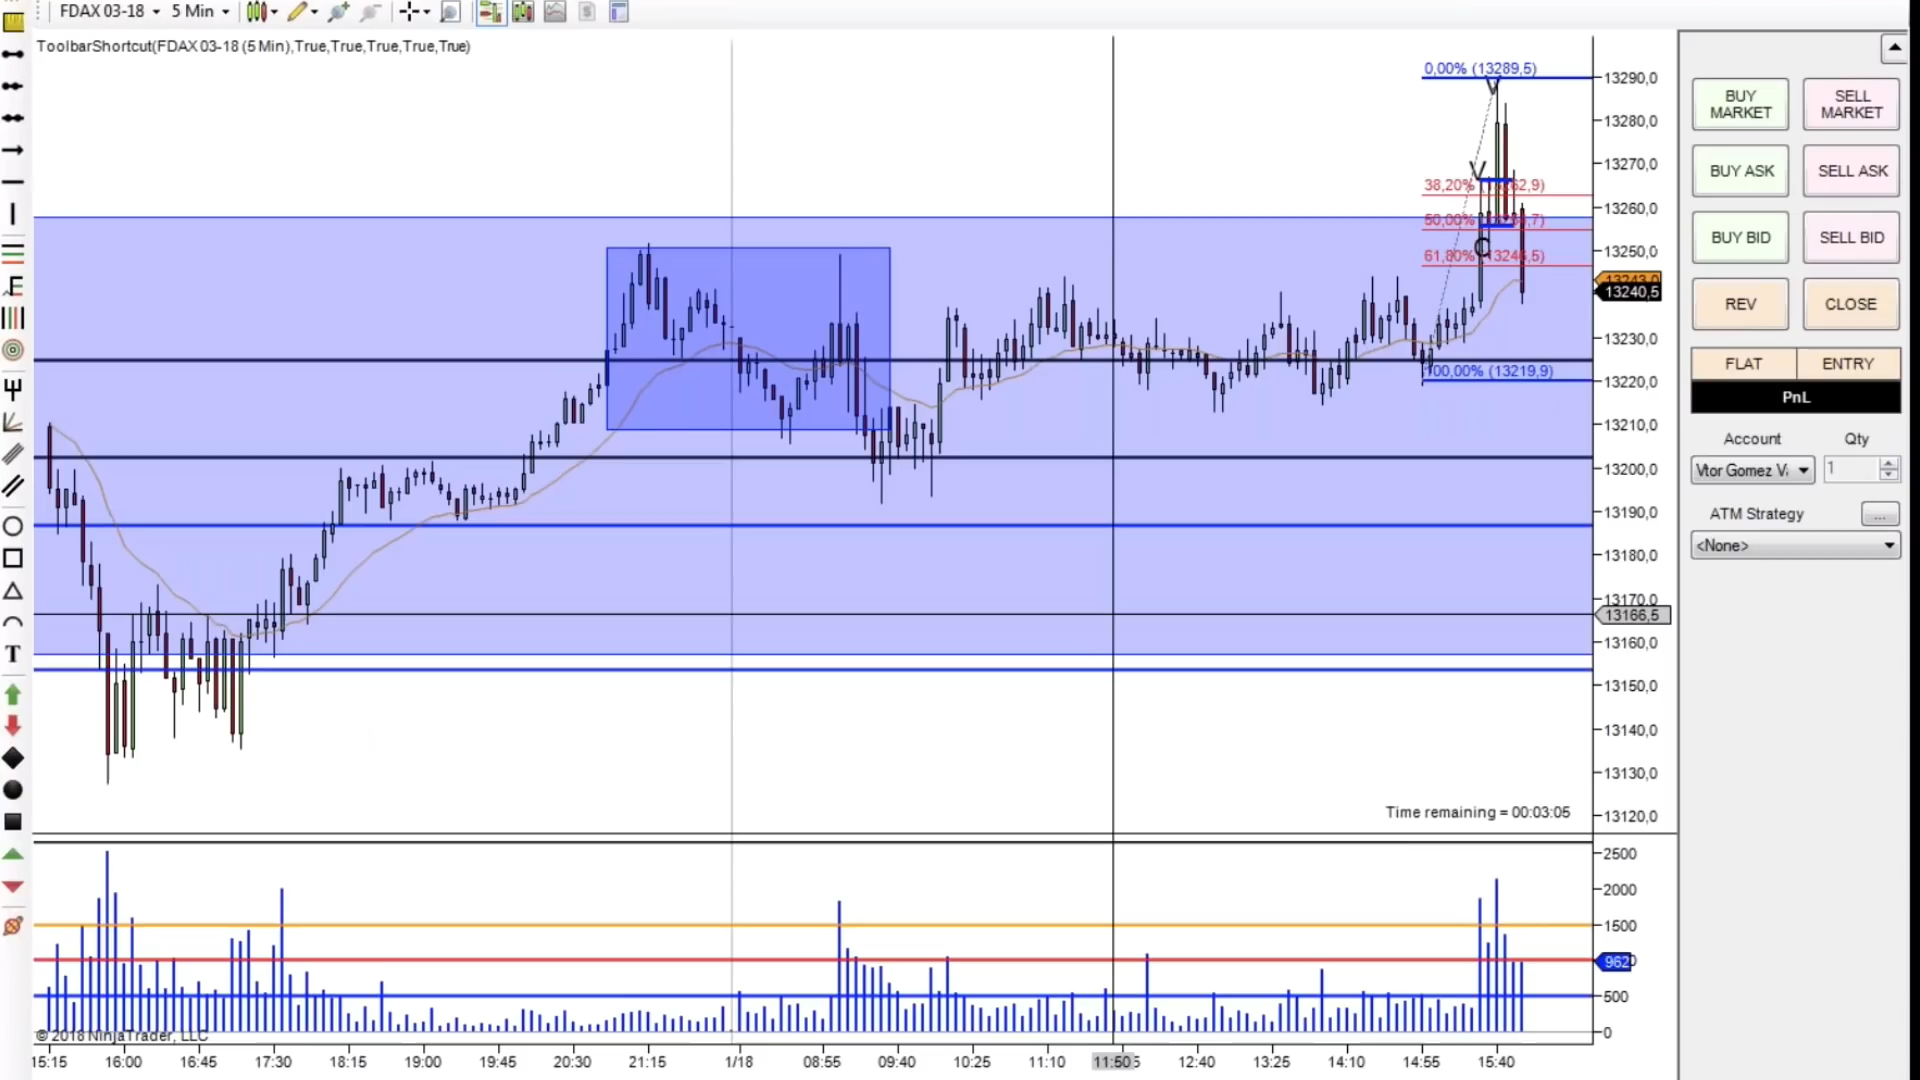 FDAX 03-18 5 Min
ToolbarShortcut(FDAX 03-18 (5 Min),True,True,True,True,True)
0,00% (13289,5)
V
V
38,20%
50,00%
C
61,80%
100,00% (13219,9)
13290,0
13280,0
13270,0
13260,0
13250,0
13243,0
13240,5
13230,0
13220,0
13210,0
13200,0
13190,0
13180,0
13170,0
13166,5
13160,0
13150,0
13140,0
13130,0
13120,0
Time remaining = 00:03:05
2500
2000
1500
962
500
0
© 2018 NinjaTrader, LLC
15:15 16:00 16:45 17:30 18:15 19:00 19:45 20:30 21:15 1/18 08:55 09:40 10:25 11:10 11:50 12:40 13:25 14:10 14:55 15:40
F
T
BUY MARKET
SELL MARKET
BUY ASK
SELL ASK
BUY BID
SELL BID
REV
CLOSE
FLAT
ENTRY
PnL
Account
Qty
Vtor Gomez V
1
ATM Strategy
...
<None>